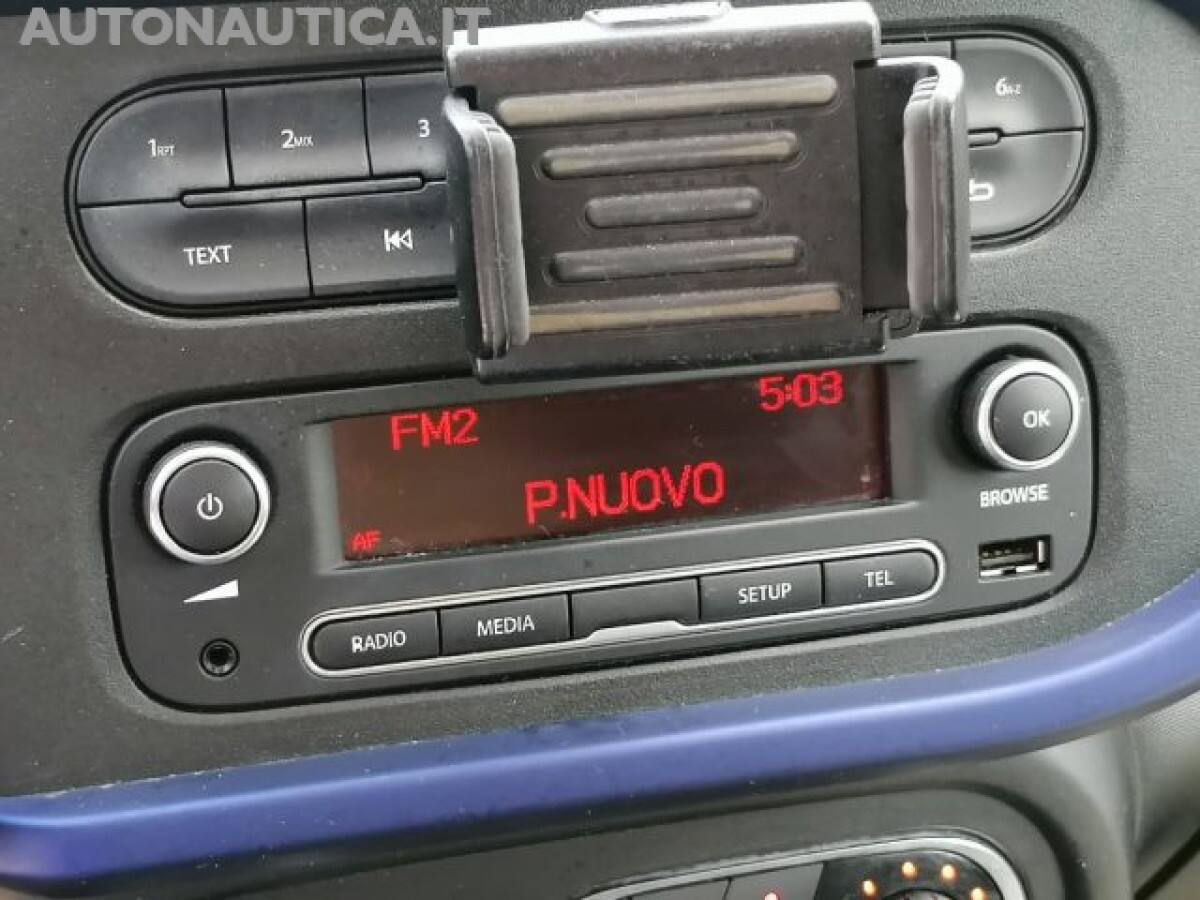 AUTONAUTICA.IT
1RPT 2MIX 3 6A-Z
TEXT
FM2 5:03
P.NUOVO
AF
OK
BROWSE
RADIO MEDIA SETUP TEL